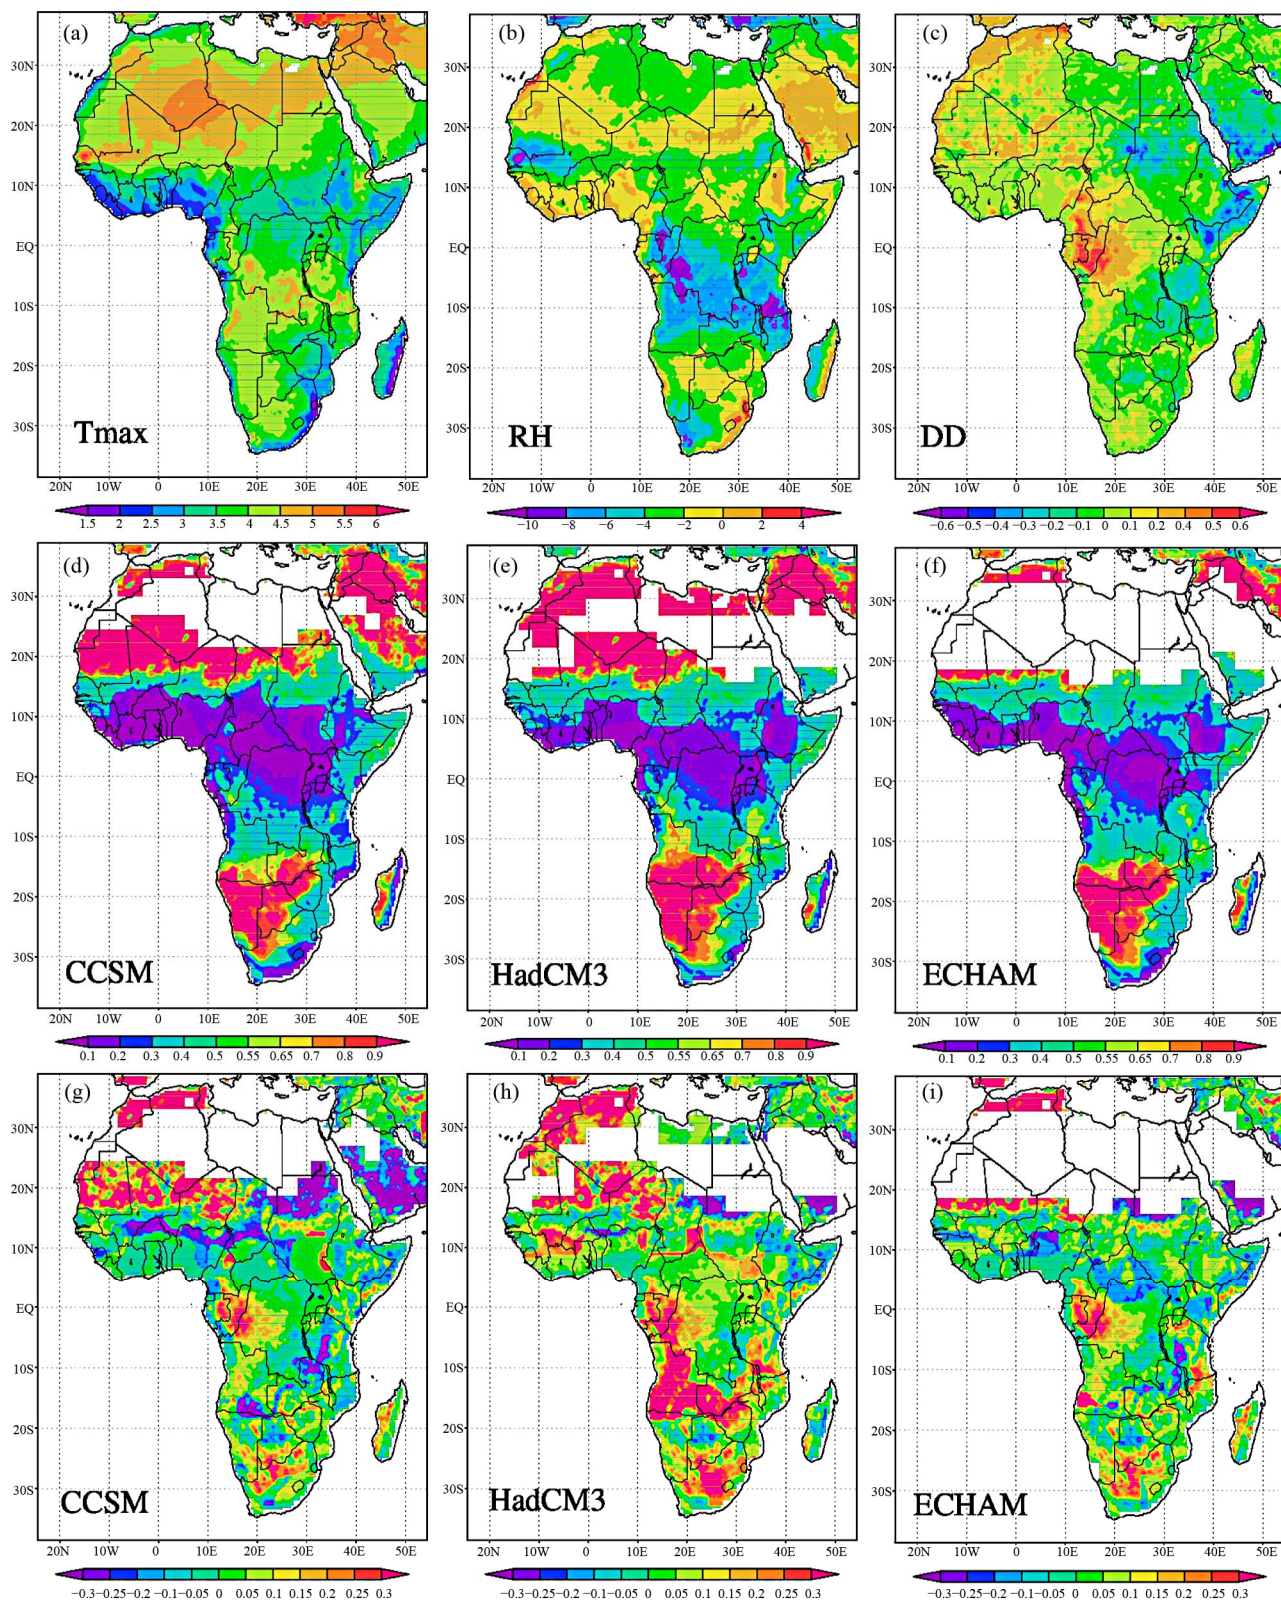 (a) (b) (c)
30N 30N 30N
20N 20N 20N
10N 10N 10N
EQ EQ EQ
10S 10S 10S
20S 20S 20S
30S 30S 30S
Tmax RH DD
20N 10W 0 10E 20E 30E 40E 50E 20N 10W 0 10E 20E 30E 40E 50E 20N 10W 0 10E 20E 30E 40E 50E
1.5 2 2.5 3 3.5 4 4.5 5 5.5 6 −10 −8 −6 −4 −2 0 2 4 −0.6 −0.5 −0.4 −0.3 −0.2 −0.1 0 0.1 0.2 0.4 0.5 0.6
(d) (e) (f)
30N 30N 30N
20N 20N 20N
10N 10N 10N
EQ EQ EQ
10S 10S 10S
20S 20S 20S
30S 30S 30S
CCSM HadCM3 ECHAM
20N 10W 0 10E 20E 30E 40E 50E 20N 10W 0 10E 20E 30E 40E 50E 20N 10W 0 10E 20E 30E 40E 50E
0.1 0.2 0.3 0.4 0.5 0.55 0.65 0.7 0.8 0.9 0.1 0.2 0.3 0.4 0.5 0.55 0.65 0.7 0.8 0.9 0.1 0.2 0.3 0.4 0.5 0.55 0.65 0.7 0.8 0.9
(g) (h) (i)
30N 30N 30N
20N 20N 20N
10N 10N 10N
EQ EQ EQ
10S 10S 10S
20S 20S 20S
30S 30S 30S
CCSM HadCM3 ECHAM
20N 10W 0 10E 20E 30E 40E 50E 20N 10W 0 10E 20E 30E 40E 50E 20N 10W 0 10E 20E 30E 40E 50E
−0.3 −0.25 −0.2 −0.1 −0.05 0 0.05 0.1 0.15 0.2 0.25 0.3 −0.3 −0.25 −0.2 −0.1 −0.05 0 0.05 0.1 0.15 0.2 0.25 0.3 −0.3 −0.25 −0.2 −0.1 −0.05 0 0.05 0.1 0.15 0.2 0.25 0.3